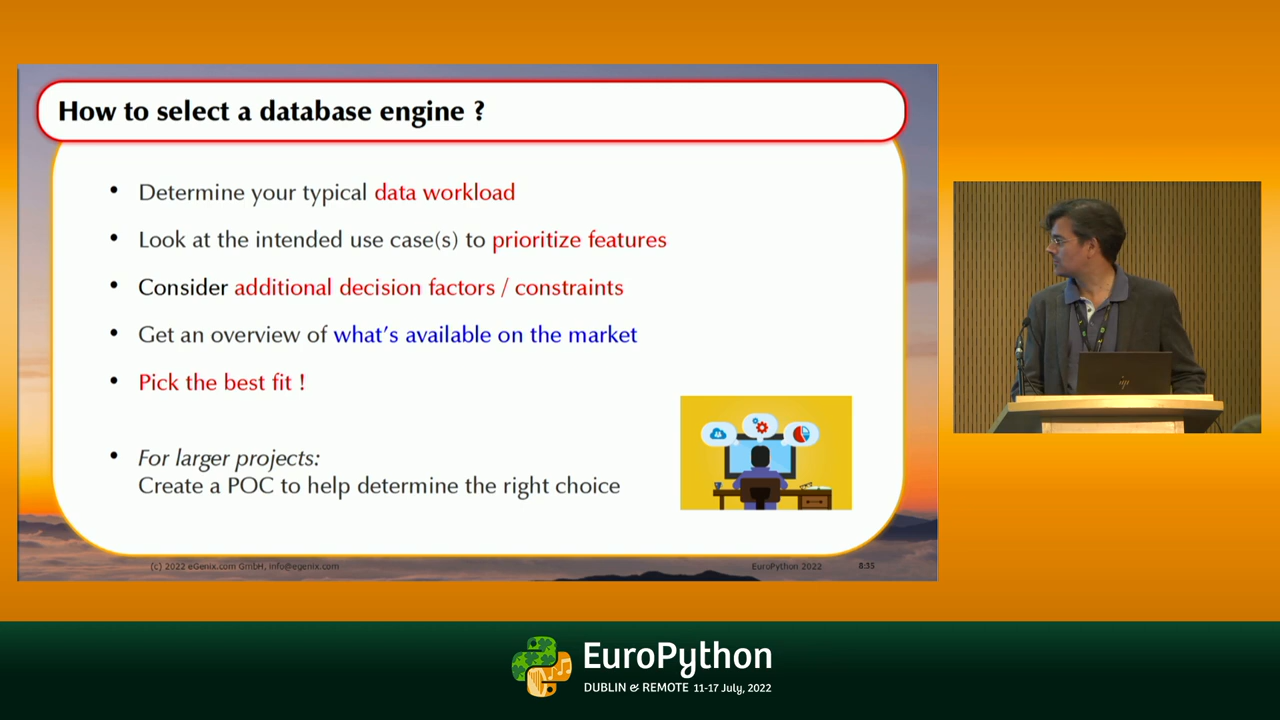 How to select a database engine ?
• Determine your typical data workload
• Look at the intended use case(s) to prioritize features
• Consider additional decision factors / constraints
• Get an overview of what's available on the market
• Pick the best fit !
• For larger projects:
Create a POC to help determine the right choice
(c) 2022 eGenix.com GmbH, info@egenix.com
EuroPython 2022
8:35
hp
EuroPython
DUBLIN & REMOTE 11-17 July, 2022